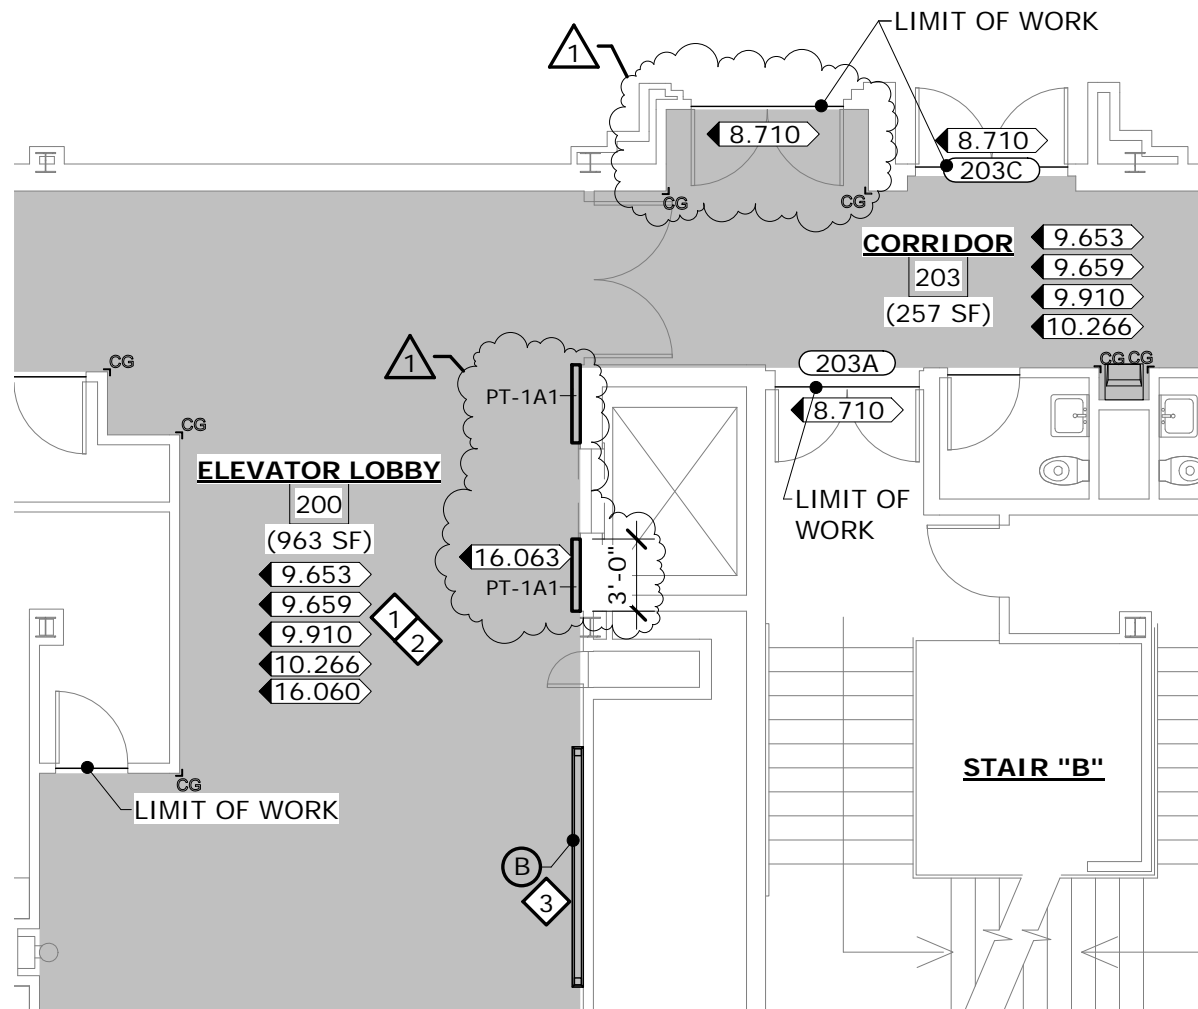 LIMIT OF WORK
1
8.710
8.710
203C
CG
CG
CORRIDOR
203
(257 SF)
9.653
9.659
9.910
10.266
1
CG
PT-1A1
203A
CG CG
8.710
CG
ELEVATOR LOBBY
200
(963 SF)
9.653
9.659
9.910
10.266
16.060
1
2
16.063
PT-1A1
3'-0"
LIMIT OF
WORK
CG
LIMIT OF WORK
STAIR "B"
B
3